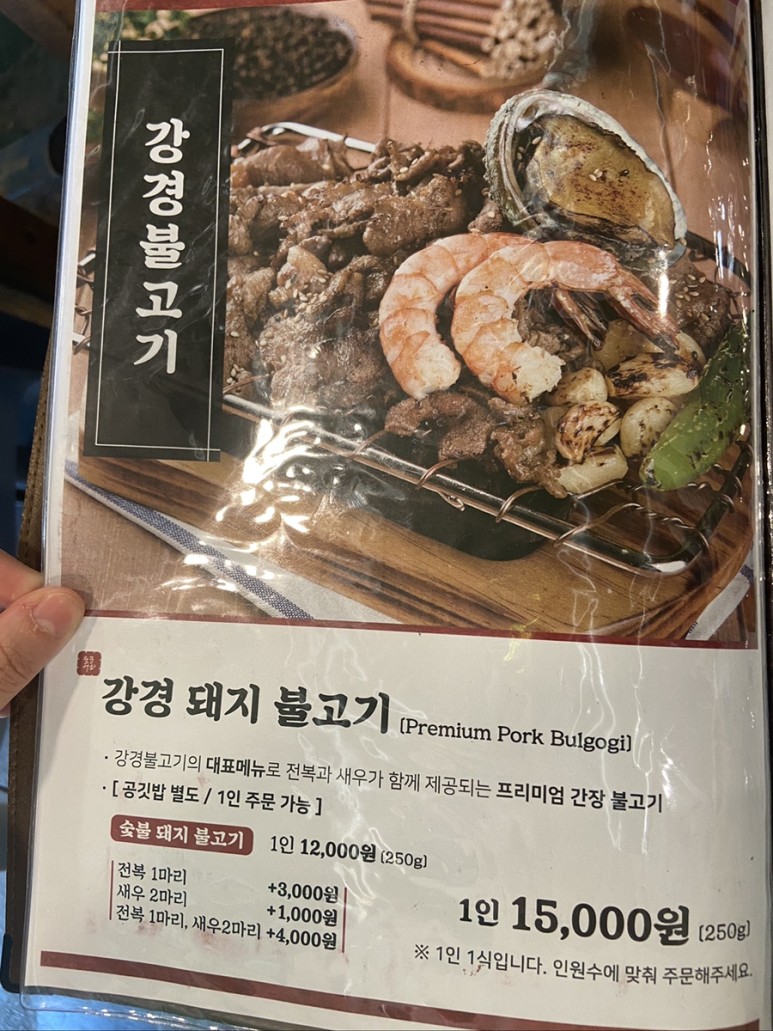 강경불고기
강경 돼지 불고기 (Premium Pork Bulgogi)
· 강경불고기의 대표메뉴로 전복과 새우가 함께 제공되는 프리미엄 간장 불고기
· [ 공깃밥 별도 / 1인 주문 가능 ]
숯불 돼지 불고기 1인 12,000원 (250g)
전복 1마리 +3,000원
새우 2마리 +1,000원
전복 1마리, 새우2마리 +4,000원
1인 15,000원 (250g)
※ 1인 1식입니다. 인원수에 맞춰 주문해주세요.